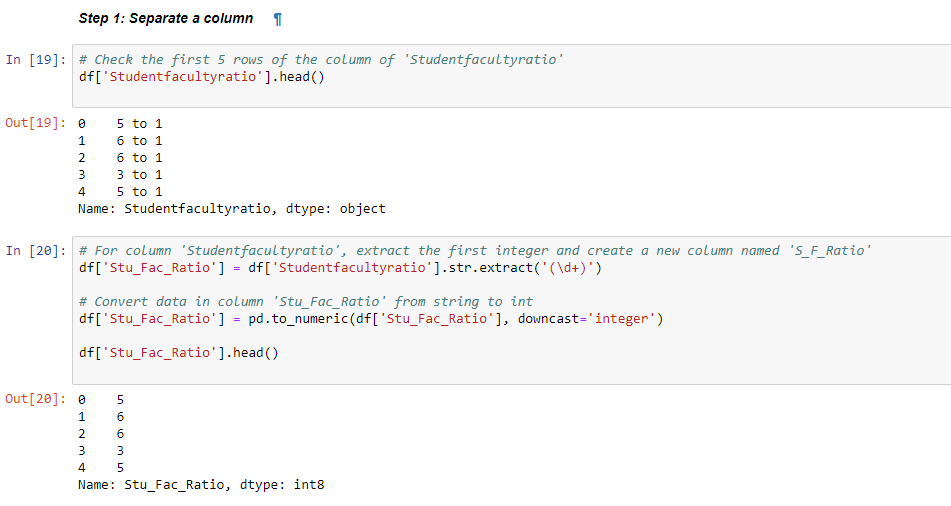 Step 1: Separate a column ¶
In [19]: # Check the first 5 rows of the column of 'Studentfacultyratio'
df['Studentfacultyratio'].head()
Out[19]: 0    5 to 1
1    6 to 1
2    6 to 1
3    3 to 1
4    5 to 1
Name: Studentfacultyratio, dtype: object
In [20]: # For column 'Studentfacultyratio', extract the first integer and create a new column named 'S_F_Ratio'
df['Stu_Fac_Ratio'] = df['Studentfacultyratio'].str.extract('(\d+)')
# Convert data in column 'Stu_Fac_Ratio' from string to int
df['Stu_Fac_Ratio'] = pd.to_numeric(df['Stu_Fac_Ratio'], downcast='integer')
df['Stu_Fac_Ratio'].head()
Out[20]: 0    5
1    6
2    6
3    3
4    5
Name: Stu_Fac_Ratio, dtype: int8